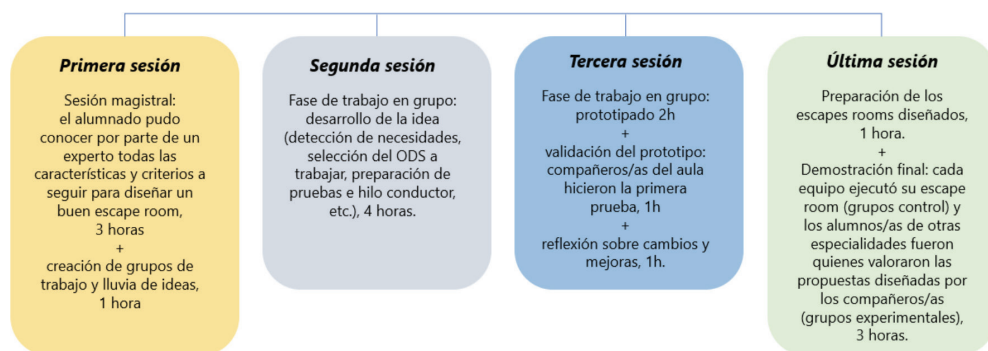 Primera sesión
Sesión magistral:
el alumnado pudo
conocer por parte de un
experto todas las
características y criterios a
seguir para diseñar un
buen escape room,
3 horas
+
creación de grupos de
trabajo y lluvia de ideas,
1 hora
Segunda sesión
Fase de trabajo en grupo:
desarrollo de la idea
(detección de necesidades,
selección del ODS a
trabajar, preparación de
pruebas e hilo conductor,
etc.), 4 horas.
Tercera sesión
Fase de trabajo en grupo:
prototipado 2h
+
validación del prototipo:
compañeros/as del aula
hicieron la primera
prueba, 1h
+
reflexión sobre cambios y
mejoras, 1h.
Última sesión
Preparación de los
escapes rooms diseñados,
1 hora.
+
Demostración final: cada
equipo ejecutó su escape
room (grupos control) y
los alumnos/as de otras
especialidades fueron
quienes valoraron las
propuestas diseñadas por
los compañeros/as
(grupos experimentales),
3 horas.